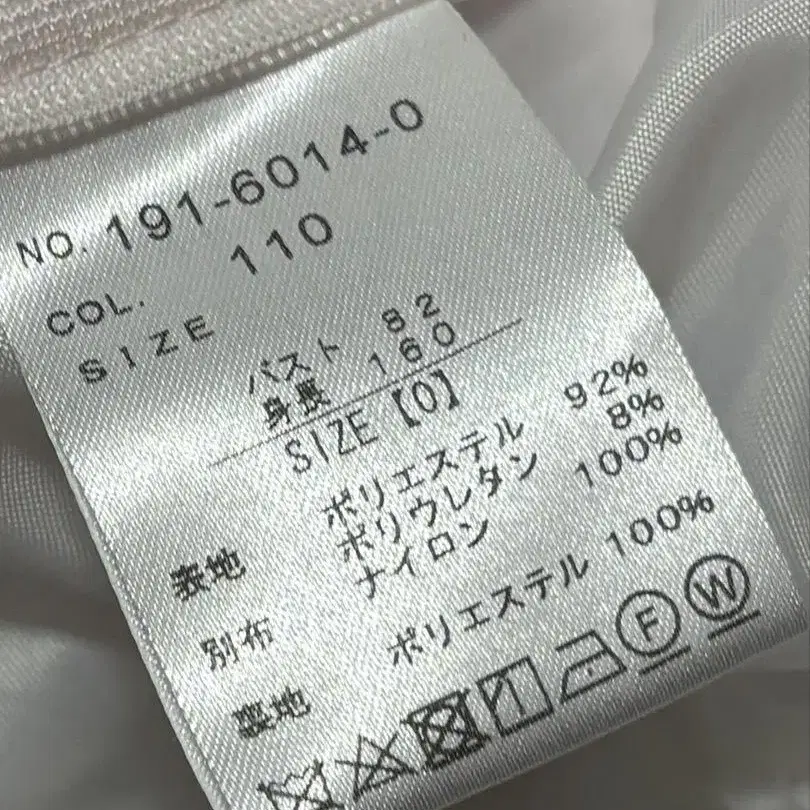 NO. 191-6014-0
COL. 110
SIZE
バスト 82
身長 160
SIZE【0】
表地 ポリエステル 92%
ポリウレタン 8%
別布 ナイロン 100%
裏地 ポリエステル 100%
F W